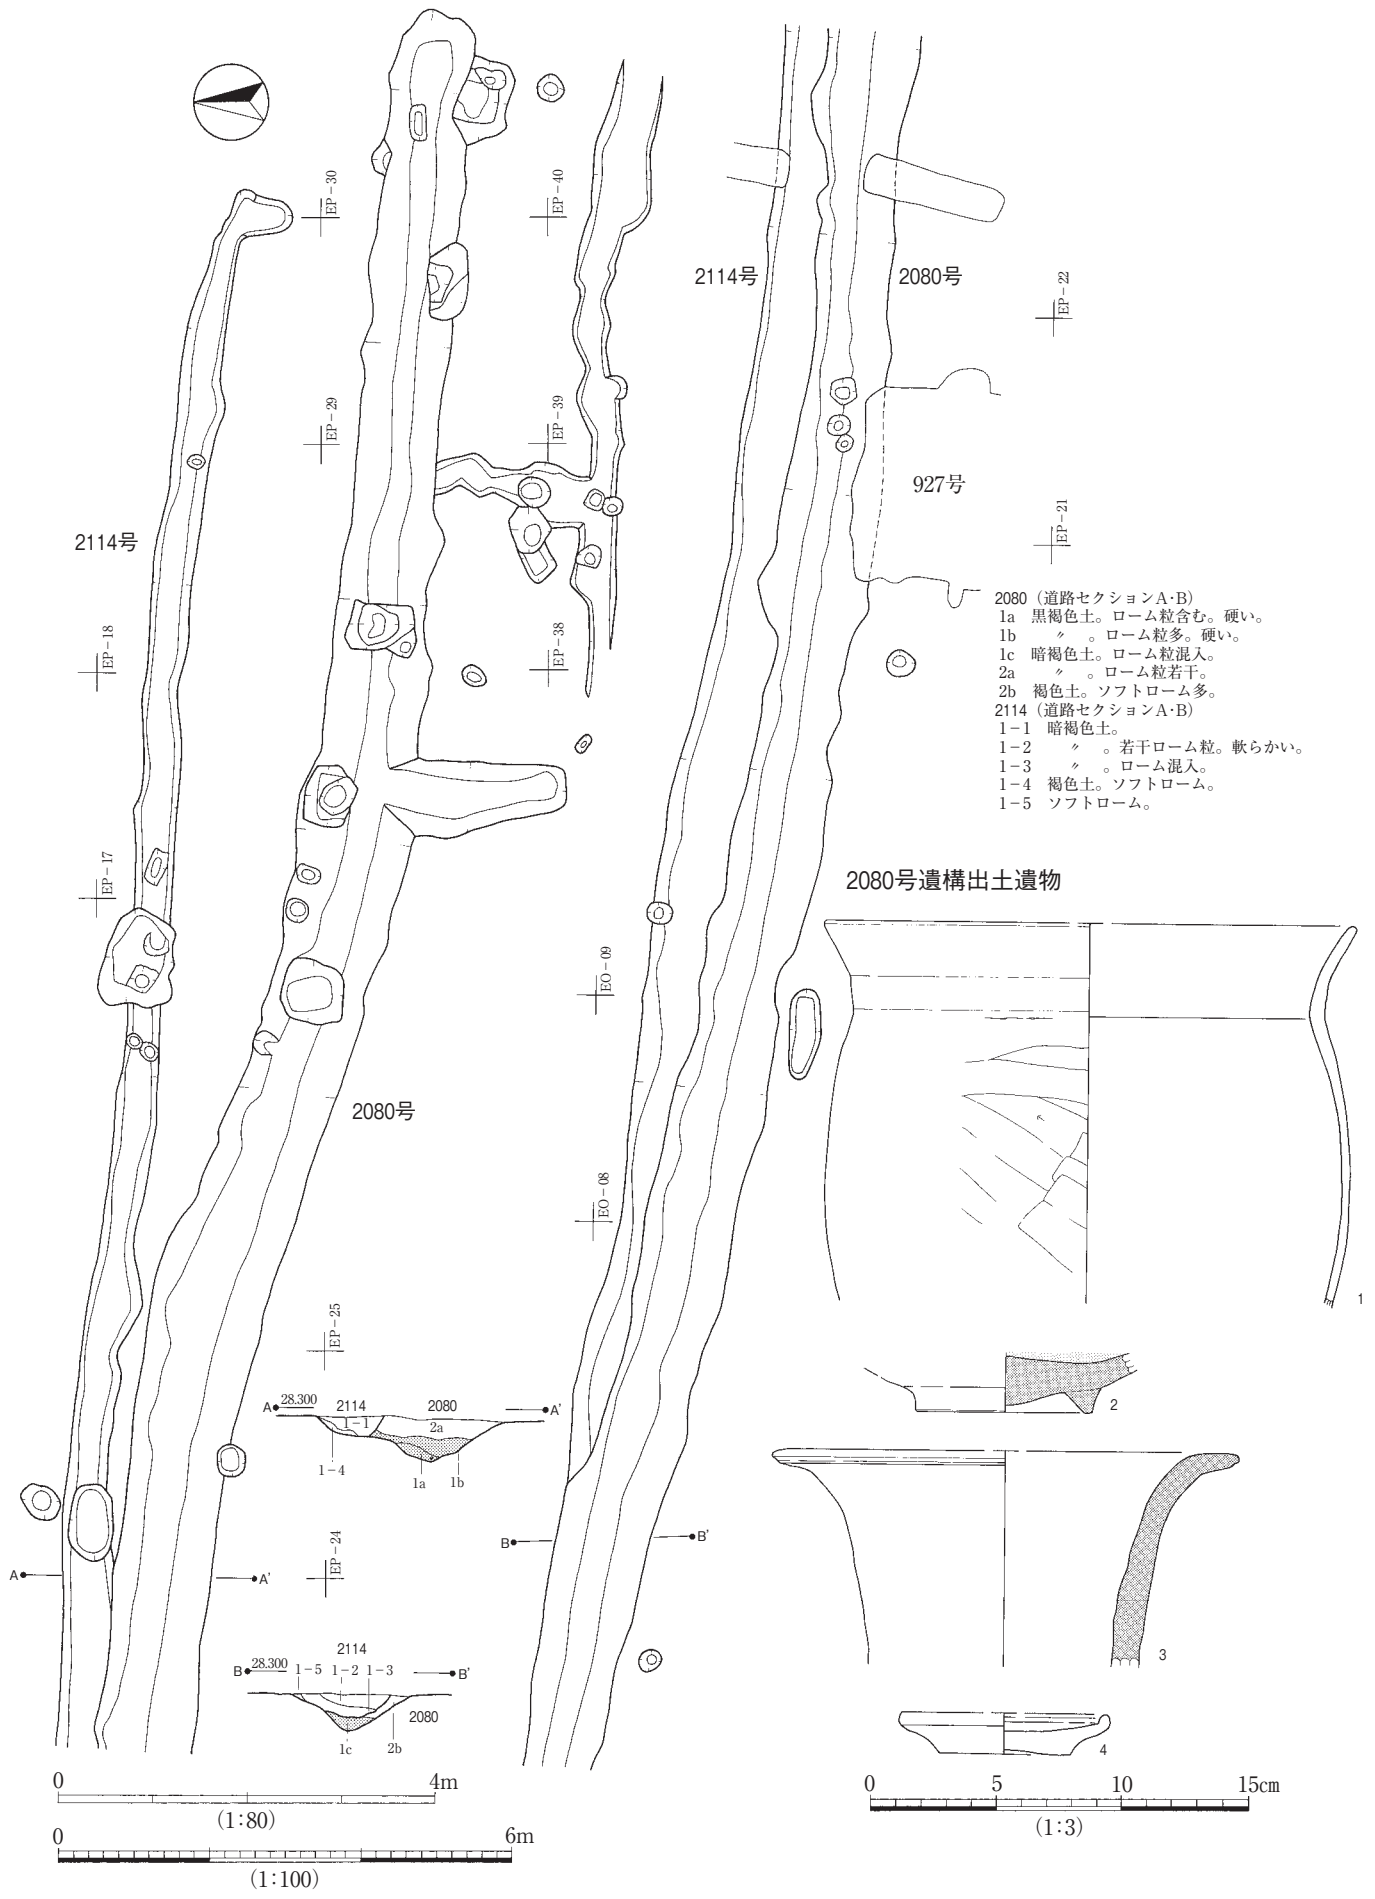 EP-30
EP-40
2114号
2080号
EP-22
EP-29
EP-39
927号
EP-21
2114号
EP-18
EP-38
2080（道路セクションA・B）
1a 黒褐色土。ローム粒含む。硬い。
1b 〃 。ローム粒多。硬い。
1c 暗褐色土。ローム粒混入。
2a 〃 。ローム粒若干。
2b 褐色土。ソフトローム多。
2114（道路セクションA・B）
1-1 暗褐色土。
1-2 〃 。若干ローム粒。軟らかい。
1-3 〃 。ローム混入。
1-4 褐色土。ソフトローム。
1-5 ソフトローム。
EP-17
2080号遺構出土遺物
EO-09
2080号
EO-08
1
EP-25
A 28.300 2114 2080 A'
1-1 2a
1-4 1a 1b
2
3
EP-24
A A'
B B'
2114
B 28.300 1-5 1-2 1-3 B'
2080
1c 2b
4
0 4m
(1:80)
0 6m
(1:100)
0 5 10 15cm
(1:3)